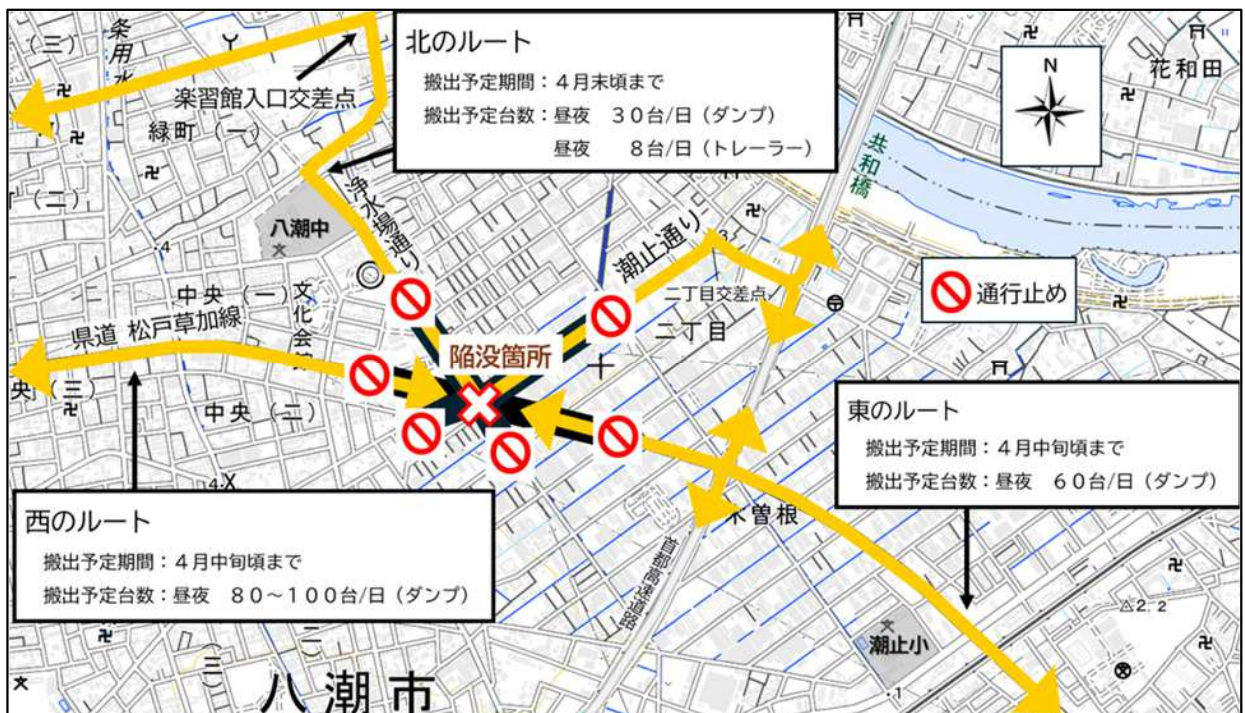 北のルート
搬出予定期間：４月末頃まで
搬出予定台数：昼夜　３０台/日（ダンプ）
昼夜　８台/日（トレーラー）
N
花和田
条用水
(三)
楽習館入口交差点
緑町 (一)
(二)
八潮中
浄水場通り
共和橋
潮止通り
二丁目交差点
二丁目
通行止め
中央 (一)
文化会館
県道 松戸草加線
陥没箇所
央 (三)
中央 (二)
東のルート
搬出予定期間：４月中旬頃まで
搬出予定台数：昼夜　６０台/日（ダンプ）
西のルート
搬出予定期間：４月中旬頃まで
搬出予定台数：昼夜　８０～１００台/日（ダンプ）
木曽根
首都高速道路
潮止小
2.2
八潮市